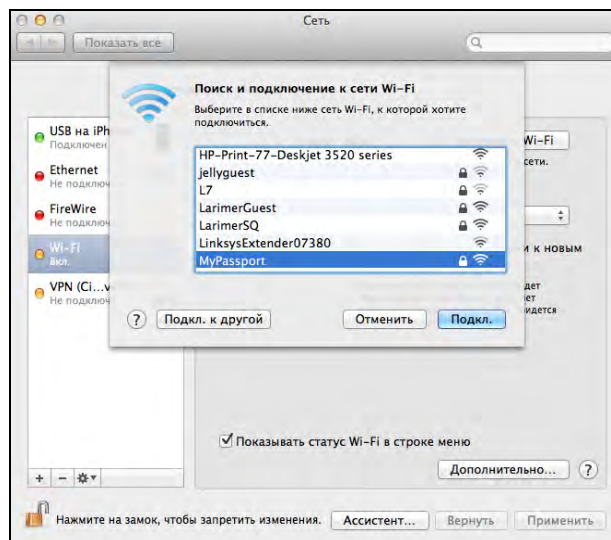 Сеть
Показать все
Поиск и подключение к сети Wi-Fi
Выберите в списке ниже сеть Wi-Fi, к которой хотите
подключиться.
HP-Print-77-Deskjet 3520 series
jellyguest
L7
LarimerGuest
LarimerSQ
LinksysExtender07380
MyPassport
? Подкл. к другой Отменить Подкл.
USB на iPh
Подключен
Ethernet
Не подключ
FireWire
Не подключ
Wi-Fi
Вкл.
VPN (Ci...v
Не подключ
Wi-Fi
сети.
и к новым
дет
ет
идется
Показывать статус Wi-Fi в строке меню
Дополнительно... ?
+ −
Нажмите на замок, чтобы запретить изменения. Ассистент... Вернуть Применить